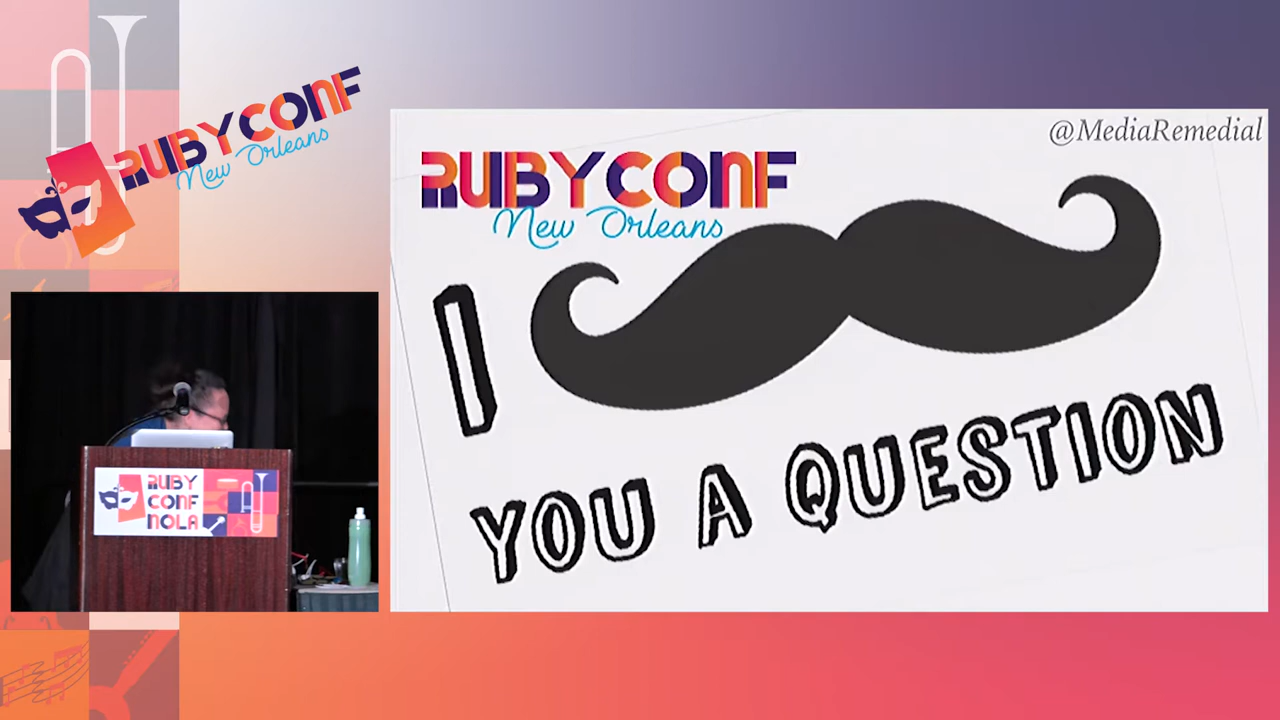 RUBYCONF
New Orleans
@MediaRemedial
RUBYCONF
New Orleans
I
YOU A QUESTION
RUBY
CONF
NOLA